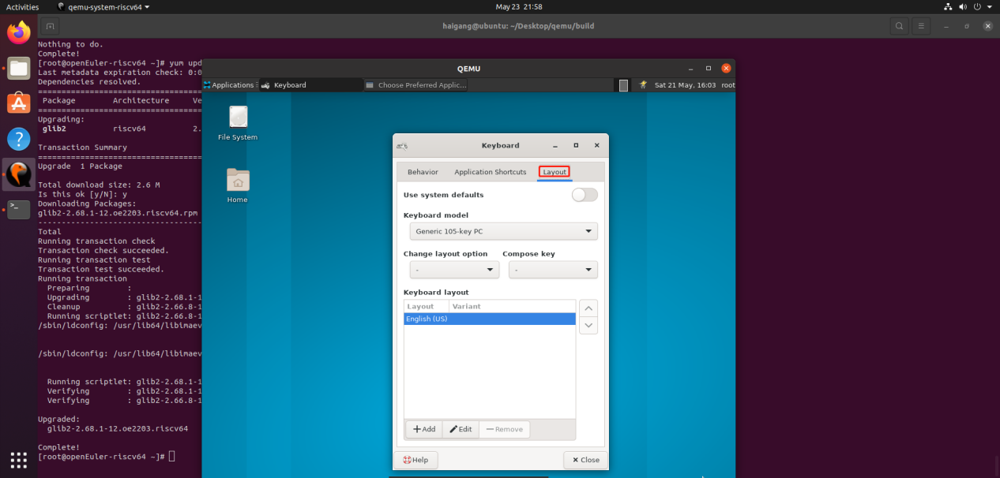 Activities
qemu-system-riscv64
May 23 21:58
haigang@ubuntu: ~/Desktop/qemu/build
Nothing to do.
Complete!
[root@openEuler-riscv64 ~]# yum upd
Last metadata expiration check: 0:0
Dependencies resolved.
Package Architecture Ve
Upgrading:
glib2 riscv64 2.
Transaction Summary
Upgrade 1 Package
Total download size: 2.6 M
Is this ok [y/N]: y
Downloading Packages:
glib2-2.68.1-12.oe2203.riscv64.rpm
Total
Running transaction check
Transaction check succeeded.
Running transaction test
Transaction test succeeded.
Running transaction
Preparing :
Upgrading : glib2-2.68.1-1
Cleanup : glib2-2.66.8-1
Running scriptlet: glib2-2.66.8-1
/sbin/ldconfig: /usr/lib64/libimaev
/sbin/ldconfig: /usr/lib64/libimaev
Running scriptlet: glib2-2.68.1-1
Verifying : glib2-2.68.1-1
Verifying : glib2-2.66.8-1
Upgraded:
glib2-2.68.1-12.oe2203.riscv64
Complete!
[root@openEuler-riscv64 ~]#
QEMU
Applications
Keyboard
Choose Preferred Applic...
Sat 21 May, 16:03 root
File System
Home
Keyboard
Behavior Application Shortcuts Layout
Use system defaults
Keyboard model
Generic 105-key PC
Change layout option Compose key
- -
Keyboard layout
Layout Variant
English (US)
Add Edit Remove
Help Close